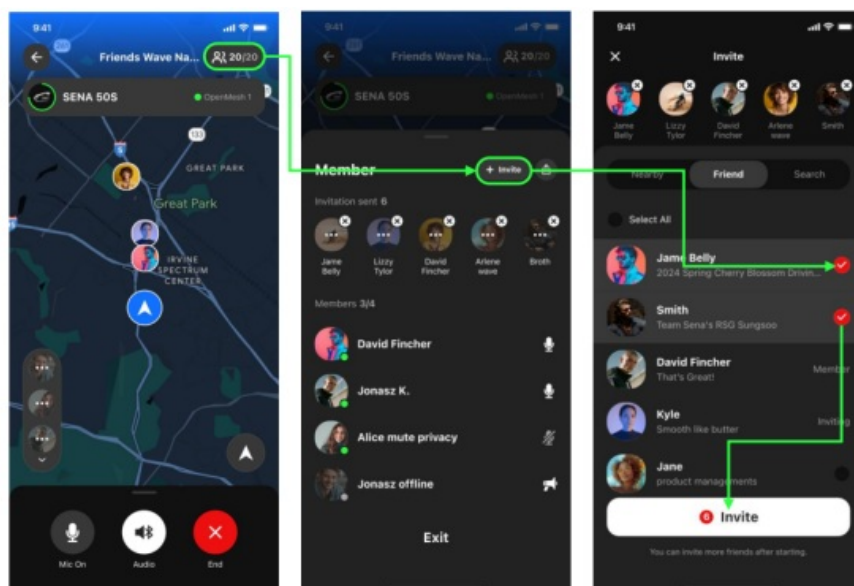 9:41
Friends Wave Na...
20/20
SENA 50S
OpenMesh 1
133
5
GREAT PARK
Great Park
IRVINE
SPECTRUM
CENTER
Mic On
Audio
End
9:41
Friends Wave Na...
20/20
SENA 50S
OpenMesh 1
Member
+ Invite
Invitation sent 6
Jame
Belly
Lizzy
Tylor
David
Fincher
Arlene
wave
Broth
Members 3/4
David Fincher
Jonasz K.
Alice mute privacy
Jonasz offline
Exit
9:41
Invite
Jame
Belly
Lizzy
Tylor
David
Fincher
Arlene
wave
Smith
Nearby
Friend
Search
Select All
Jame Belly
2024 Spring Cherry Blossom Drivin...
Smith
Team Sena's RSG Sungsoo
David Fincher
That's Great!
Member
Kyle
Smooth like butter
Inviting
Jane
product managements
6 Invite
You can invite more friends after starting.